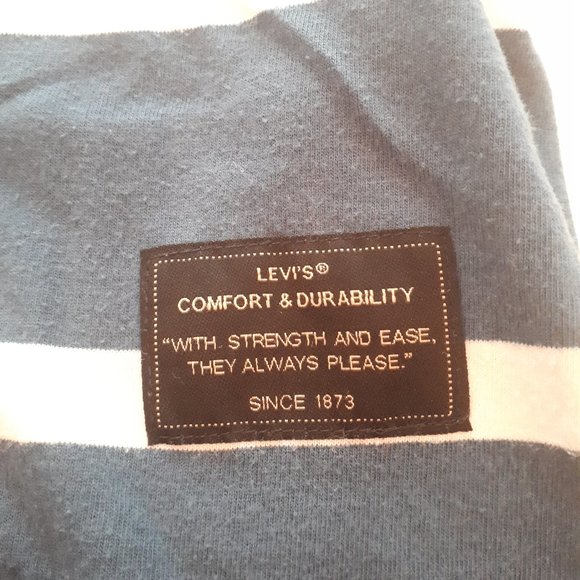 LEVI'S®
COMFORT & DURABILITY
"WITH STRENGTH AND EASE,
THEY ALWAYS PLEASE."
SINCE 1873